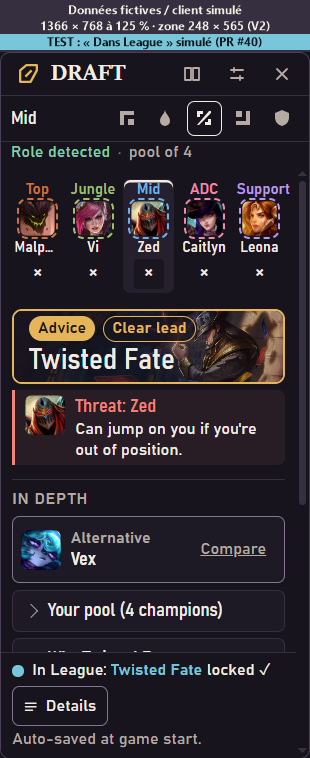 Données fictives / client simulé
1366 × 768 à 125 % · zone 248 × 565 (V2)
TEST : « Dans League » simulé (PR #40)
DRAFT
Mid
Role detected · pool of 4
Top Jungle Mid ADC Support
Malp... Vi Zed Caitlyn Leona
× × × × ×
Advice Clear lead
Twisted Fate
Threat: Zed
Can jump on you if you're
out of position.
IN DEPTH
Alternative
Vex
Compare
Your pool (4 champions)
In League: Twisted Fate locked ✓
Details
Auto-saved at game start.